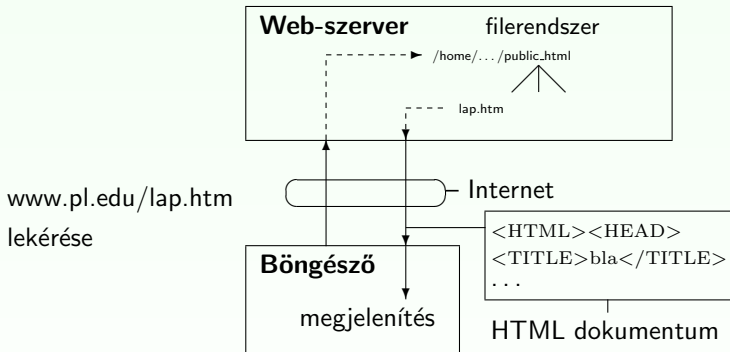 Web-szerver filerendszer
/home/.../public_html
lap.htm
www.pl.edu/lap.htm
lekérése
Internet
<HTML><HEAD>
<TITLE>bla</TITLE>
...
Böngésző
megjelenítés
HTML dokumentum